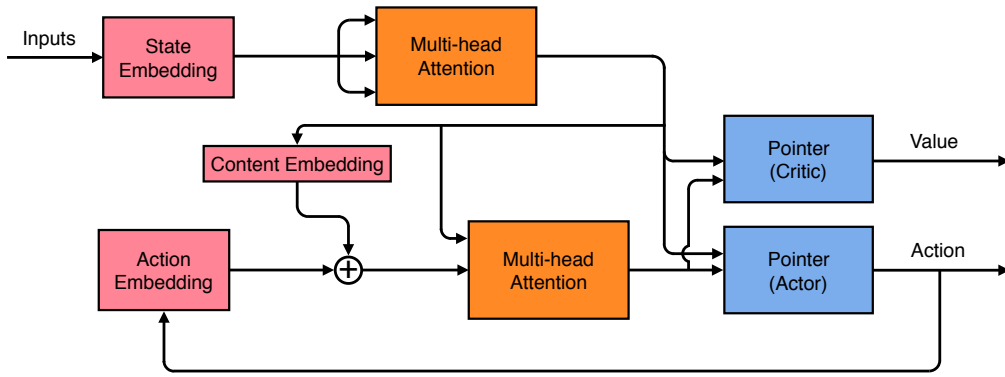 Inputs
State
Embedding
Multi-head
Attention
Content Embedding
Pointer
(Critic)
Value
Action
Embedding
Multi-head
Attention
Pointer
(Actor)
Action